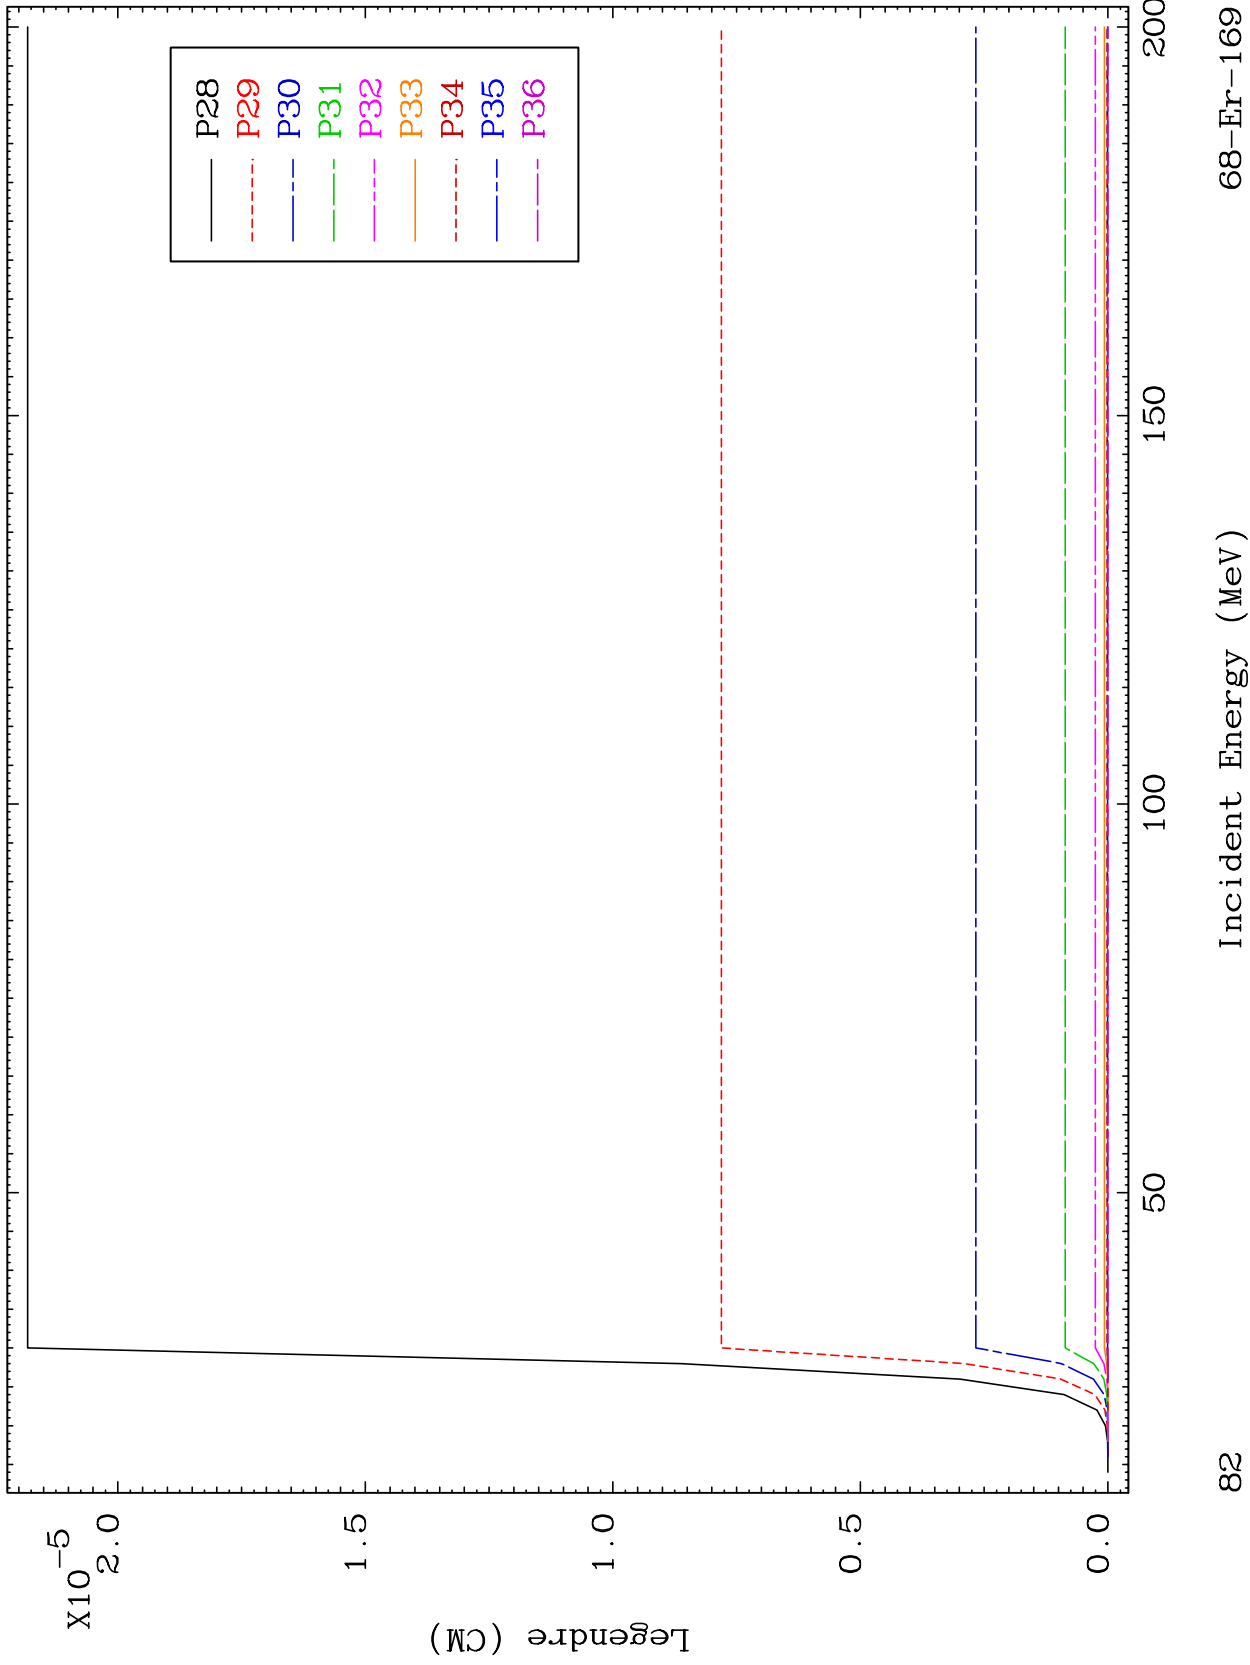 X10-5
2.0
1.5
1.0
0.5
0.0
Legendre (CM)
P28
P29
P30
P31
P32
P33
P34
P35
P36
50
100
150
200
Incident Energy (MeV)
82
68-Er-169